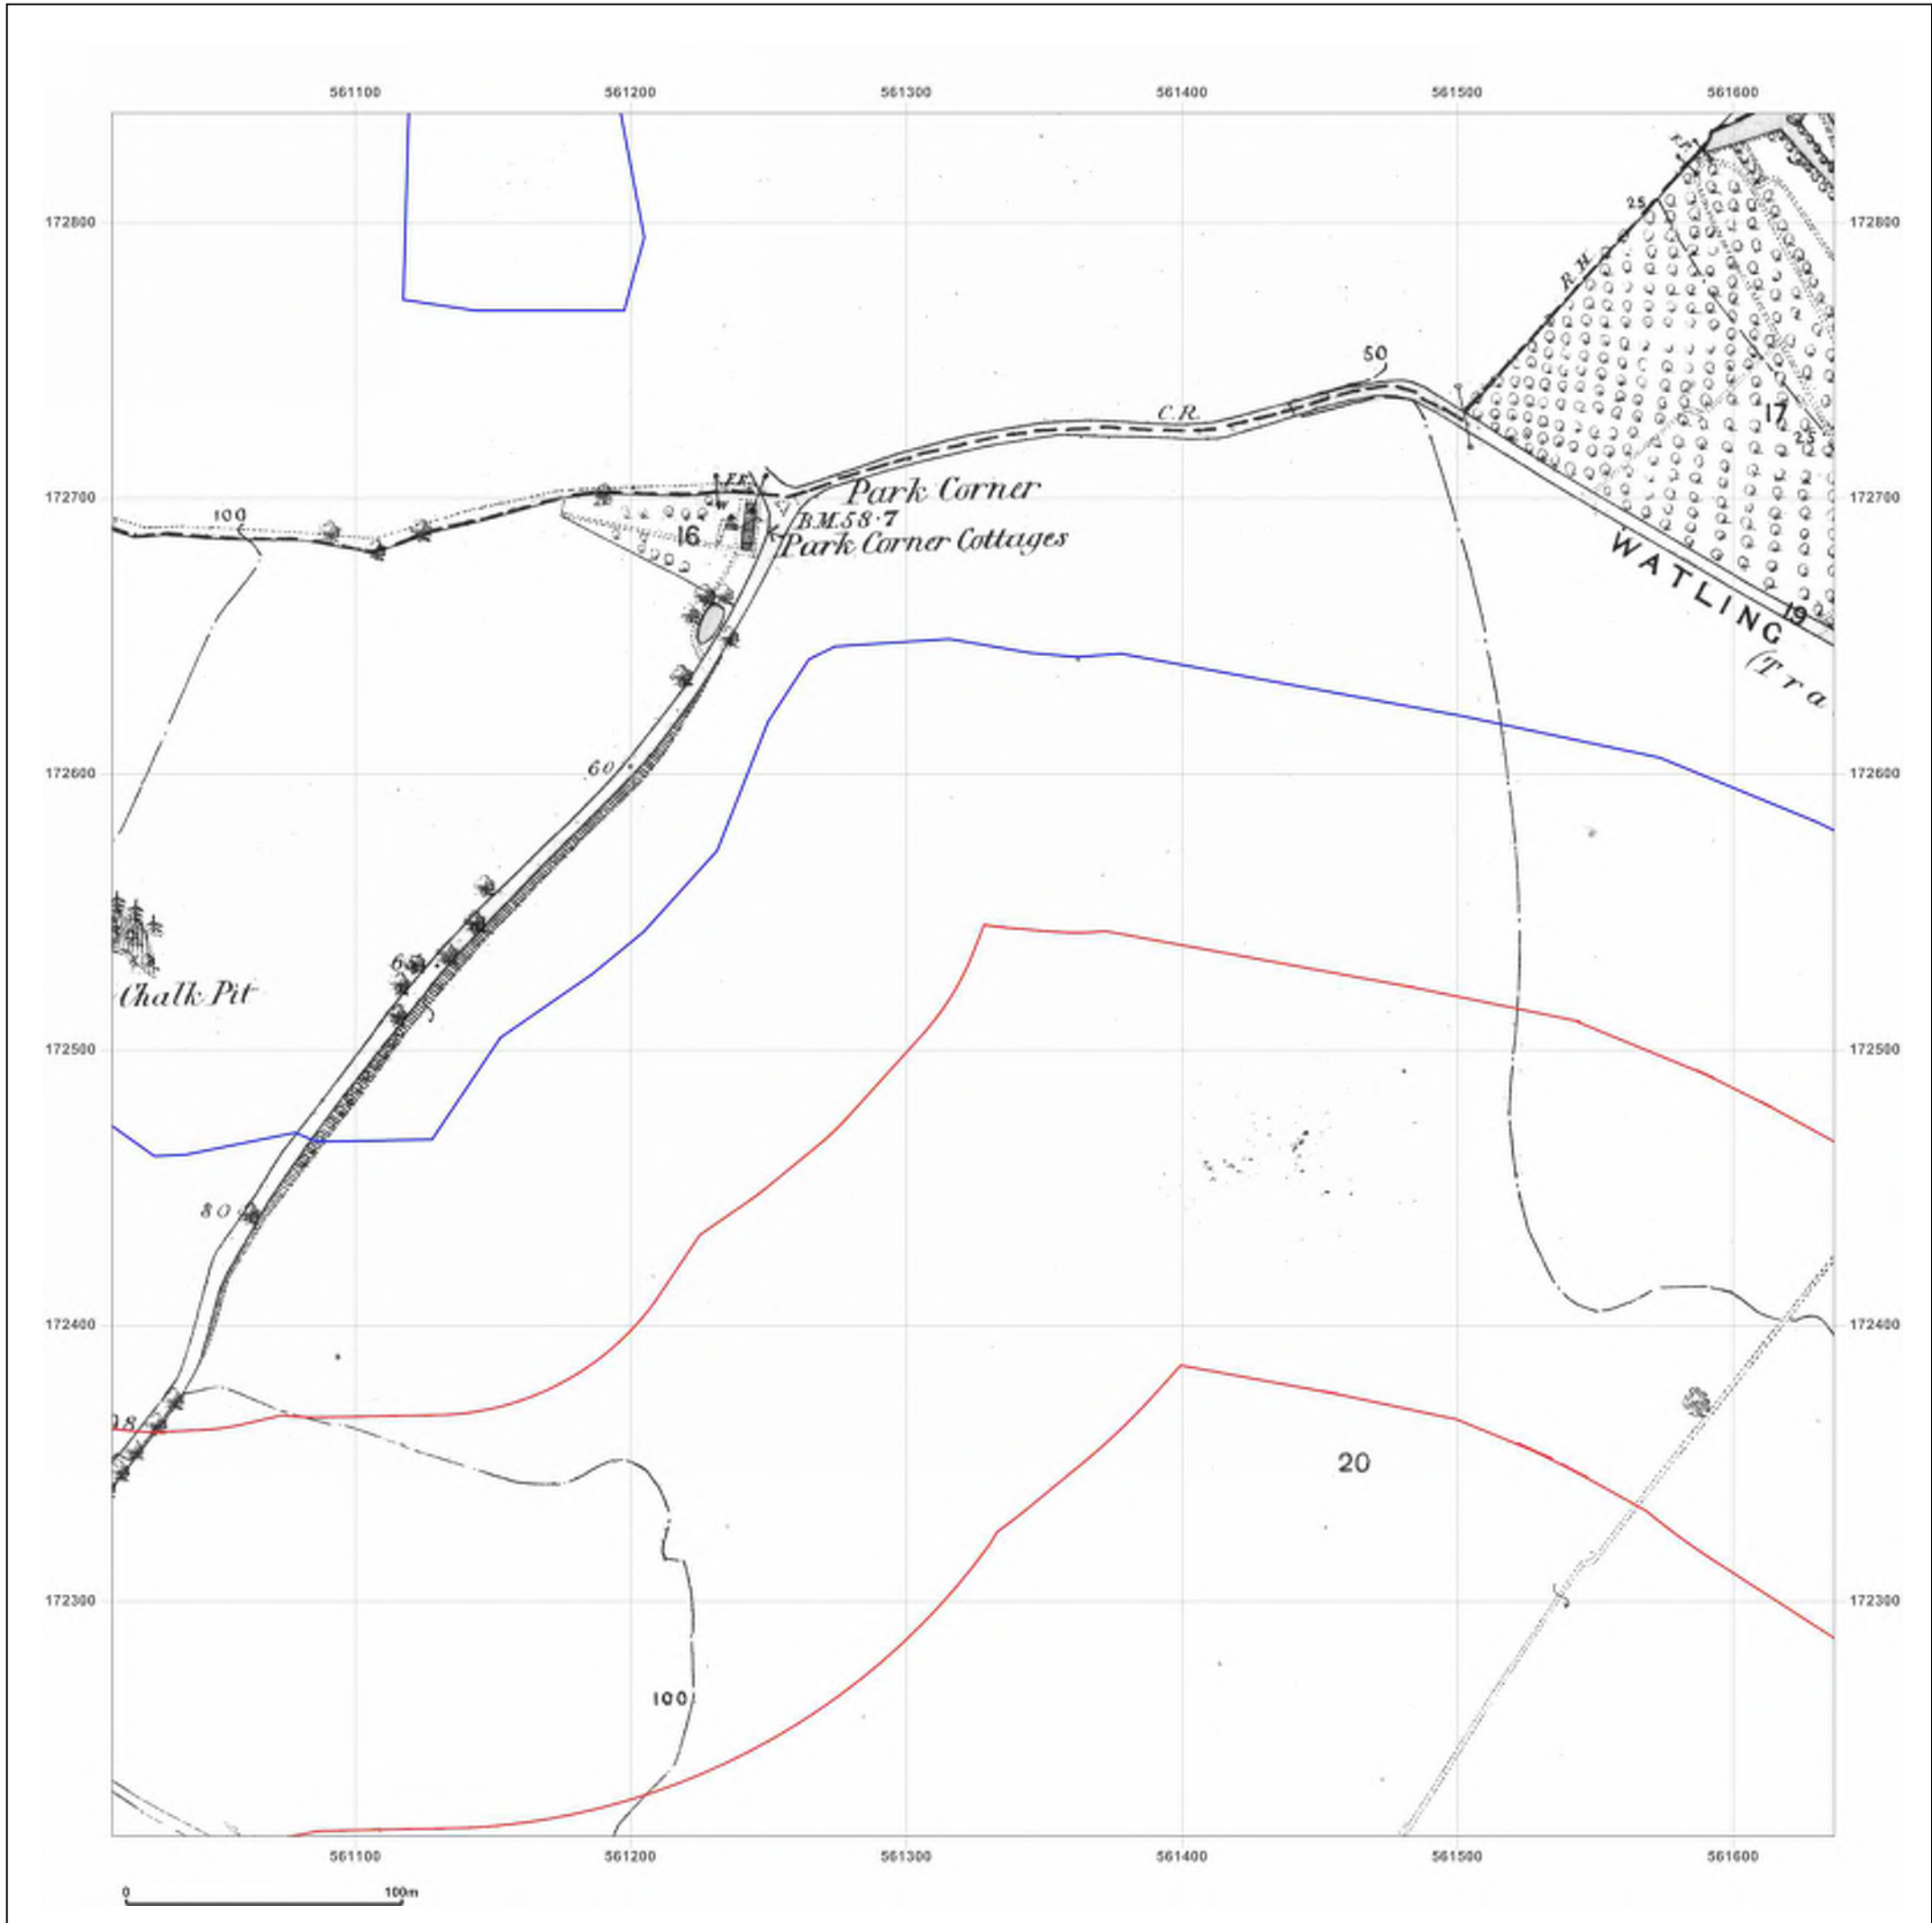 561100 561200 561300 561400 561500 561600
172800 25 172800
R.H.
50
17
C.R.
25
172700 Park Corner 172700
100 16 B.M.58·7
Park Corner Cottages
WATLING
19
(Tra
172600 60 172600
65
Chalk Pit
172500 172500
80
172400 172400
98
20
172300 172300
100
561100 561200 561300 561400 561500 561600
0 100m